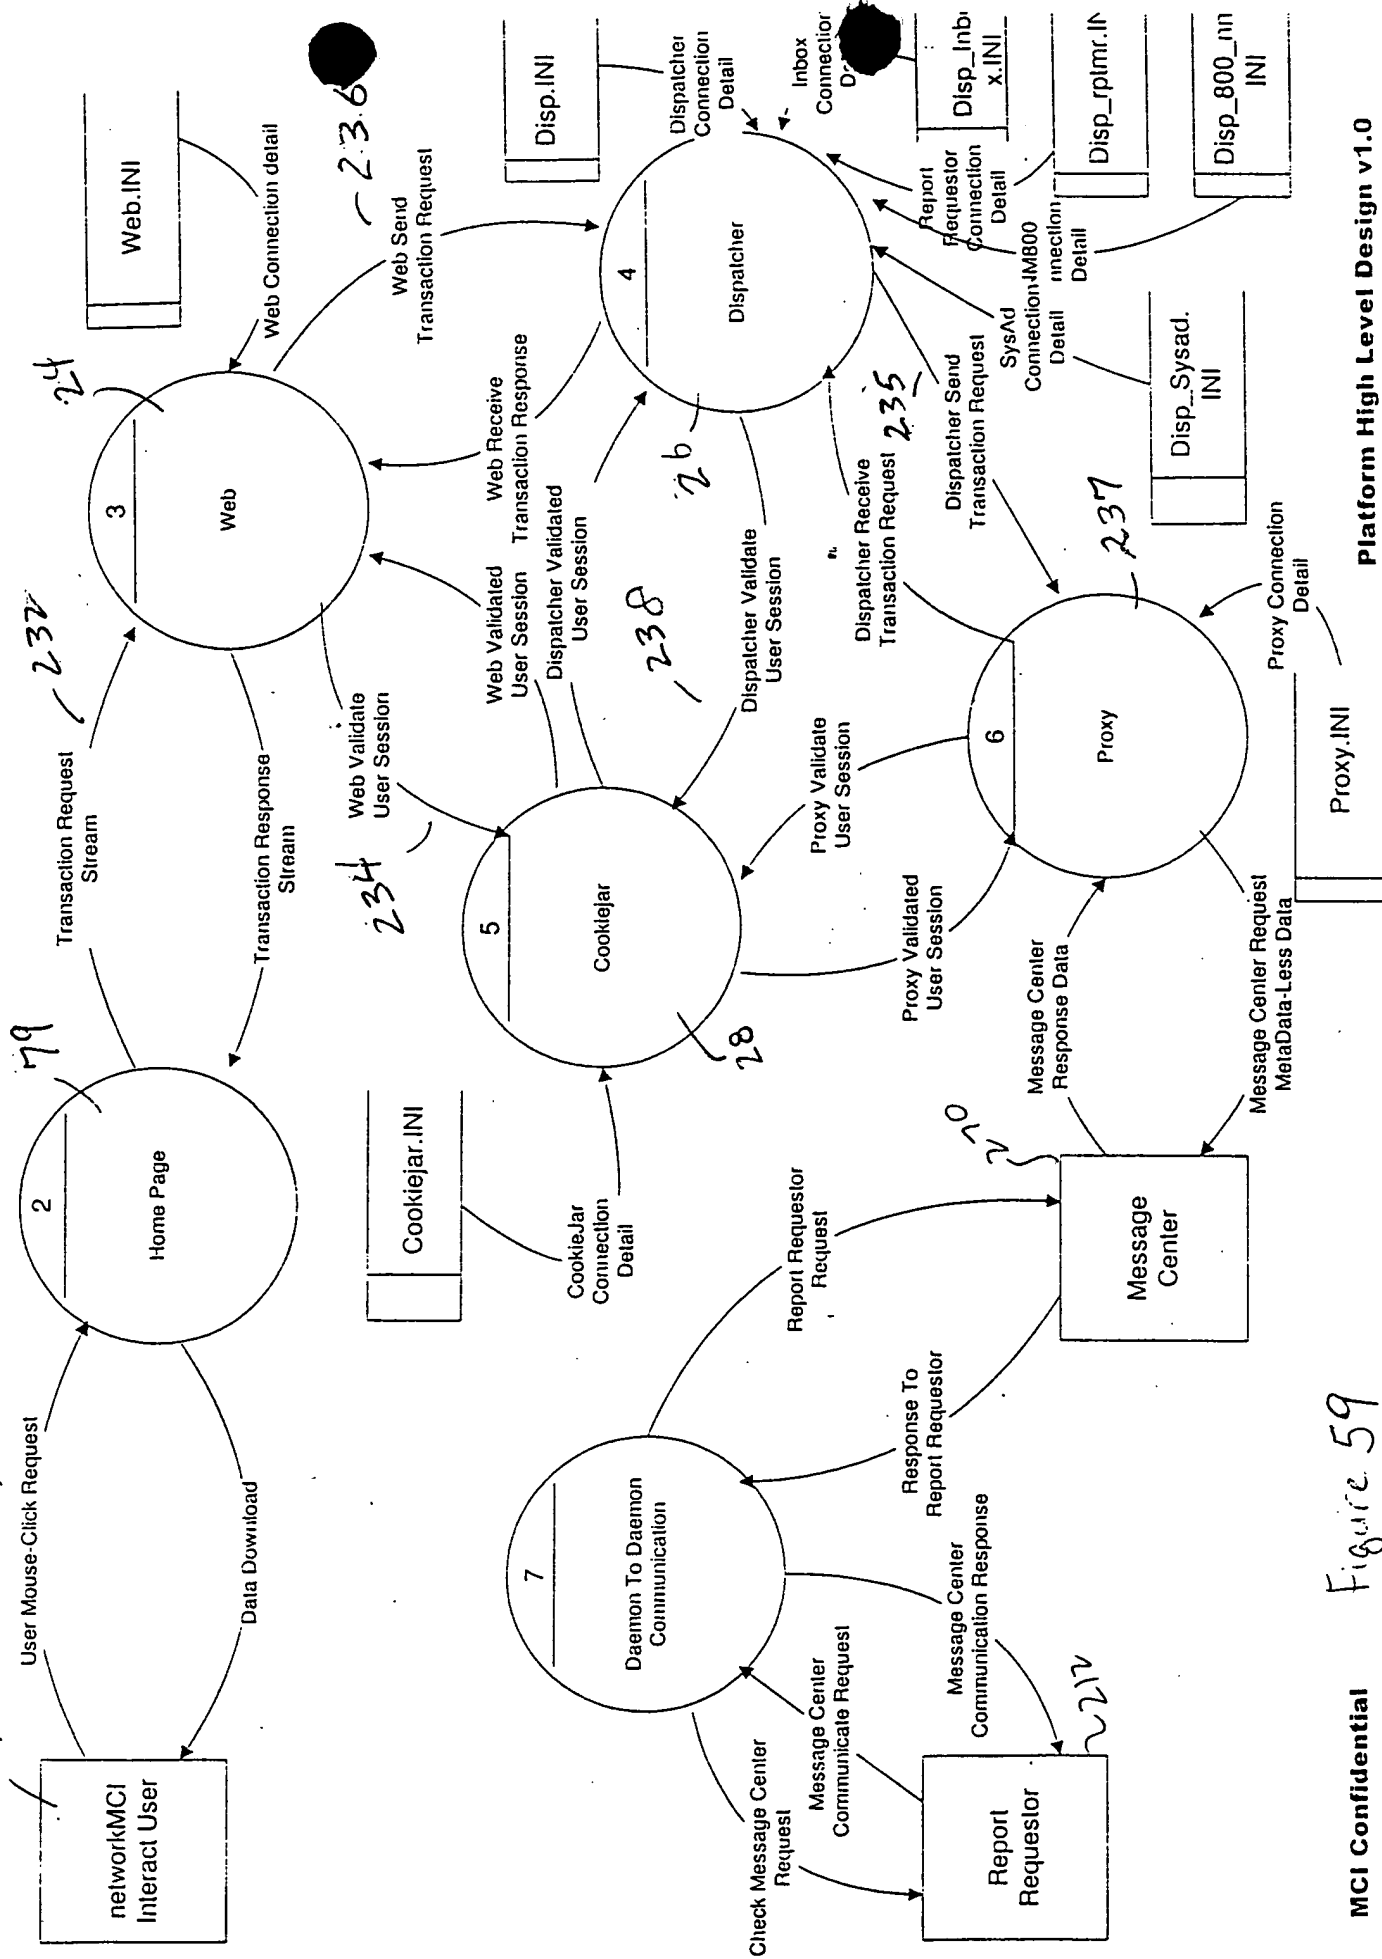 networkMCI
Interact User
User Mouse-Click Request
Data Download
2
Home Page
79
Transaction Request
Stream
232
Transaction Response
Stream
3
Web
24
Web.INI
Web Connection detail
Web Send
Transaction Request
236
Web Validate
User Session
234
Web Validated
User Session
Web Receive
Transaction Response
Dispatcher Validated
User Session
Cookiejar.INI
CookieJar
Connection
Detail
5
Cookiejar
28
238
Dispatcher Validate
User Session
4
Dispatcher
26
Disp.INI
Dispatcher
Connection
Detail
Inbox
Disp_Inb
x.INI
Report
Requestor
Connection
Detail
Disp_800_nn
INI
Detail
SysAd
Connection
Detail
Disp_Sysad.
INI
Dispatcher Receive
Transaction Request
235
Dispatcher Send
Transaction Request
Proxy Validate
User Session
Proxy Validated
User Session
6
Proxy
237
Proxy Connection
Detail
Proxy.INI
Message Center
Response Data
Message Center Request
MetaData-Less Data
Message
Center
270
Report Requestor
Request
Response To
Report Requestor
7
Daemon To Daemon
Communication
Check Message Center
Request
Message Center
Communicate Request
Message Center
Communication Response
Report
Requestor
212
MCI Confidential
Figure 59
Platform High Level Design v1.0